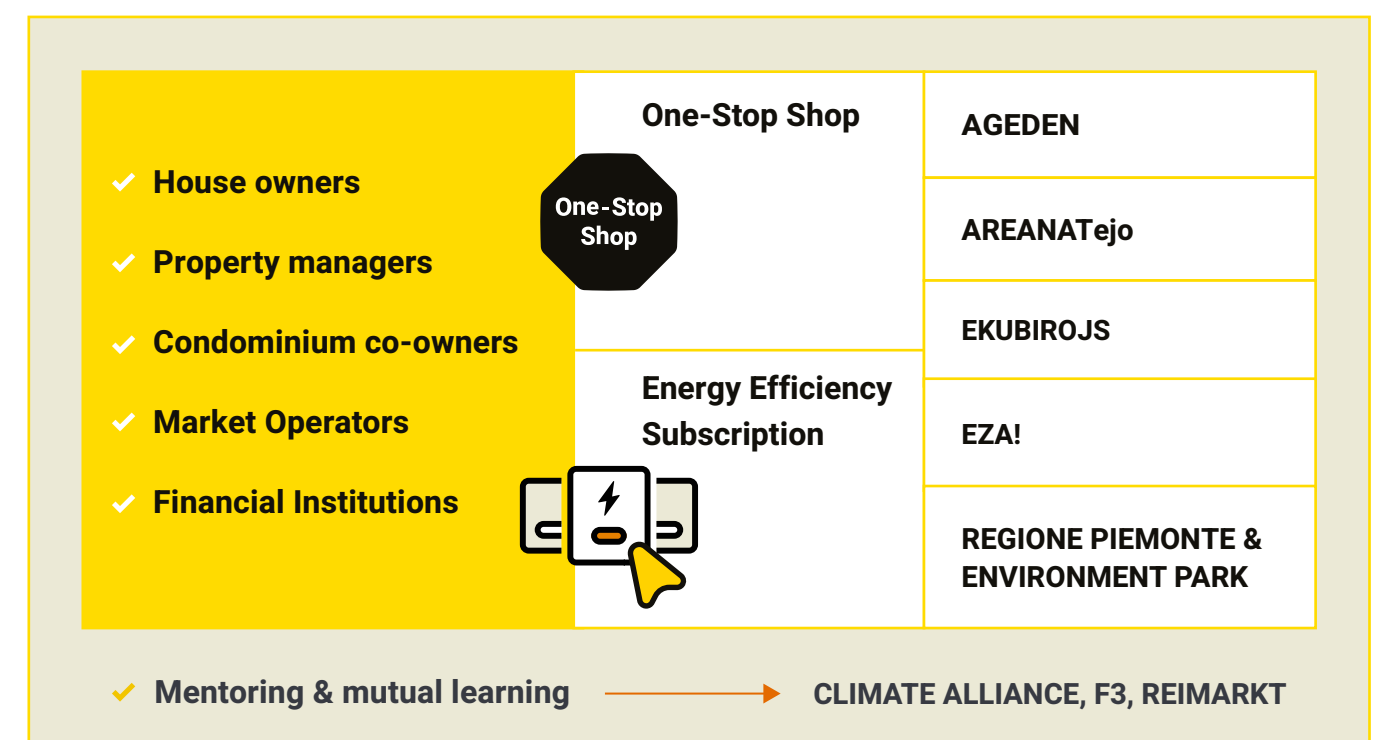 House owners
Property managers
Condominium co-owners
Market Operators
Financial Institutions
One-Stop Shop
One-Stop
Shop
Energy Efficiency
Subscription
AGEDEN
AREANATejo
EKUBIROJS
EZA!
REGIONE PIEMONTE &
ENVIRONMENT PARK
Mentoring & mutual learning
CLIMATE ALLIANCE, F3, REIMARKT